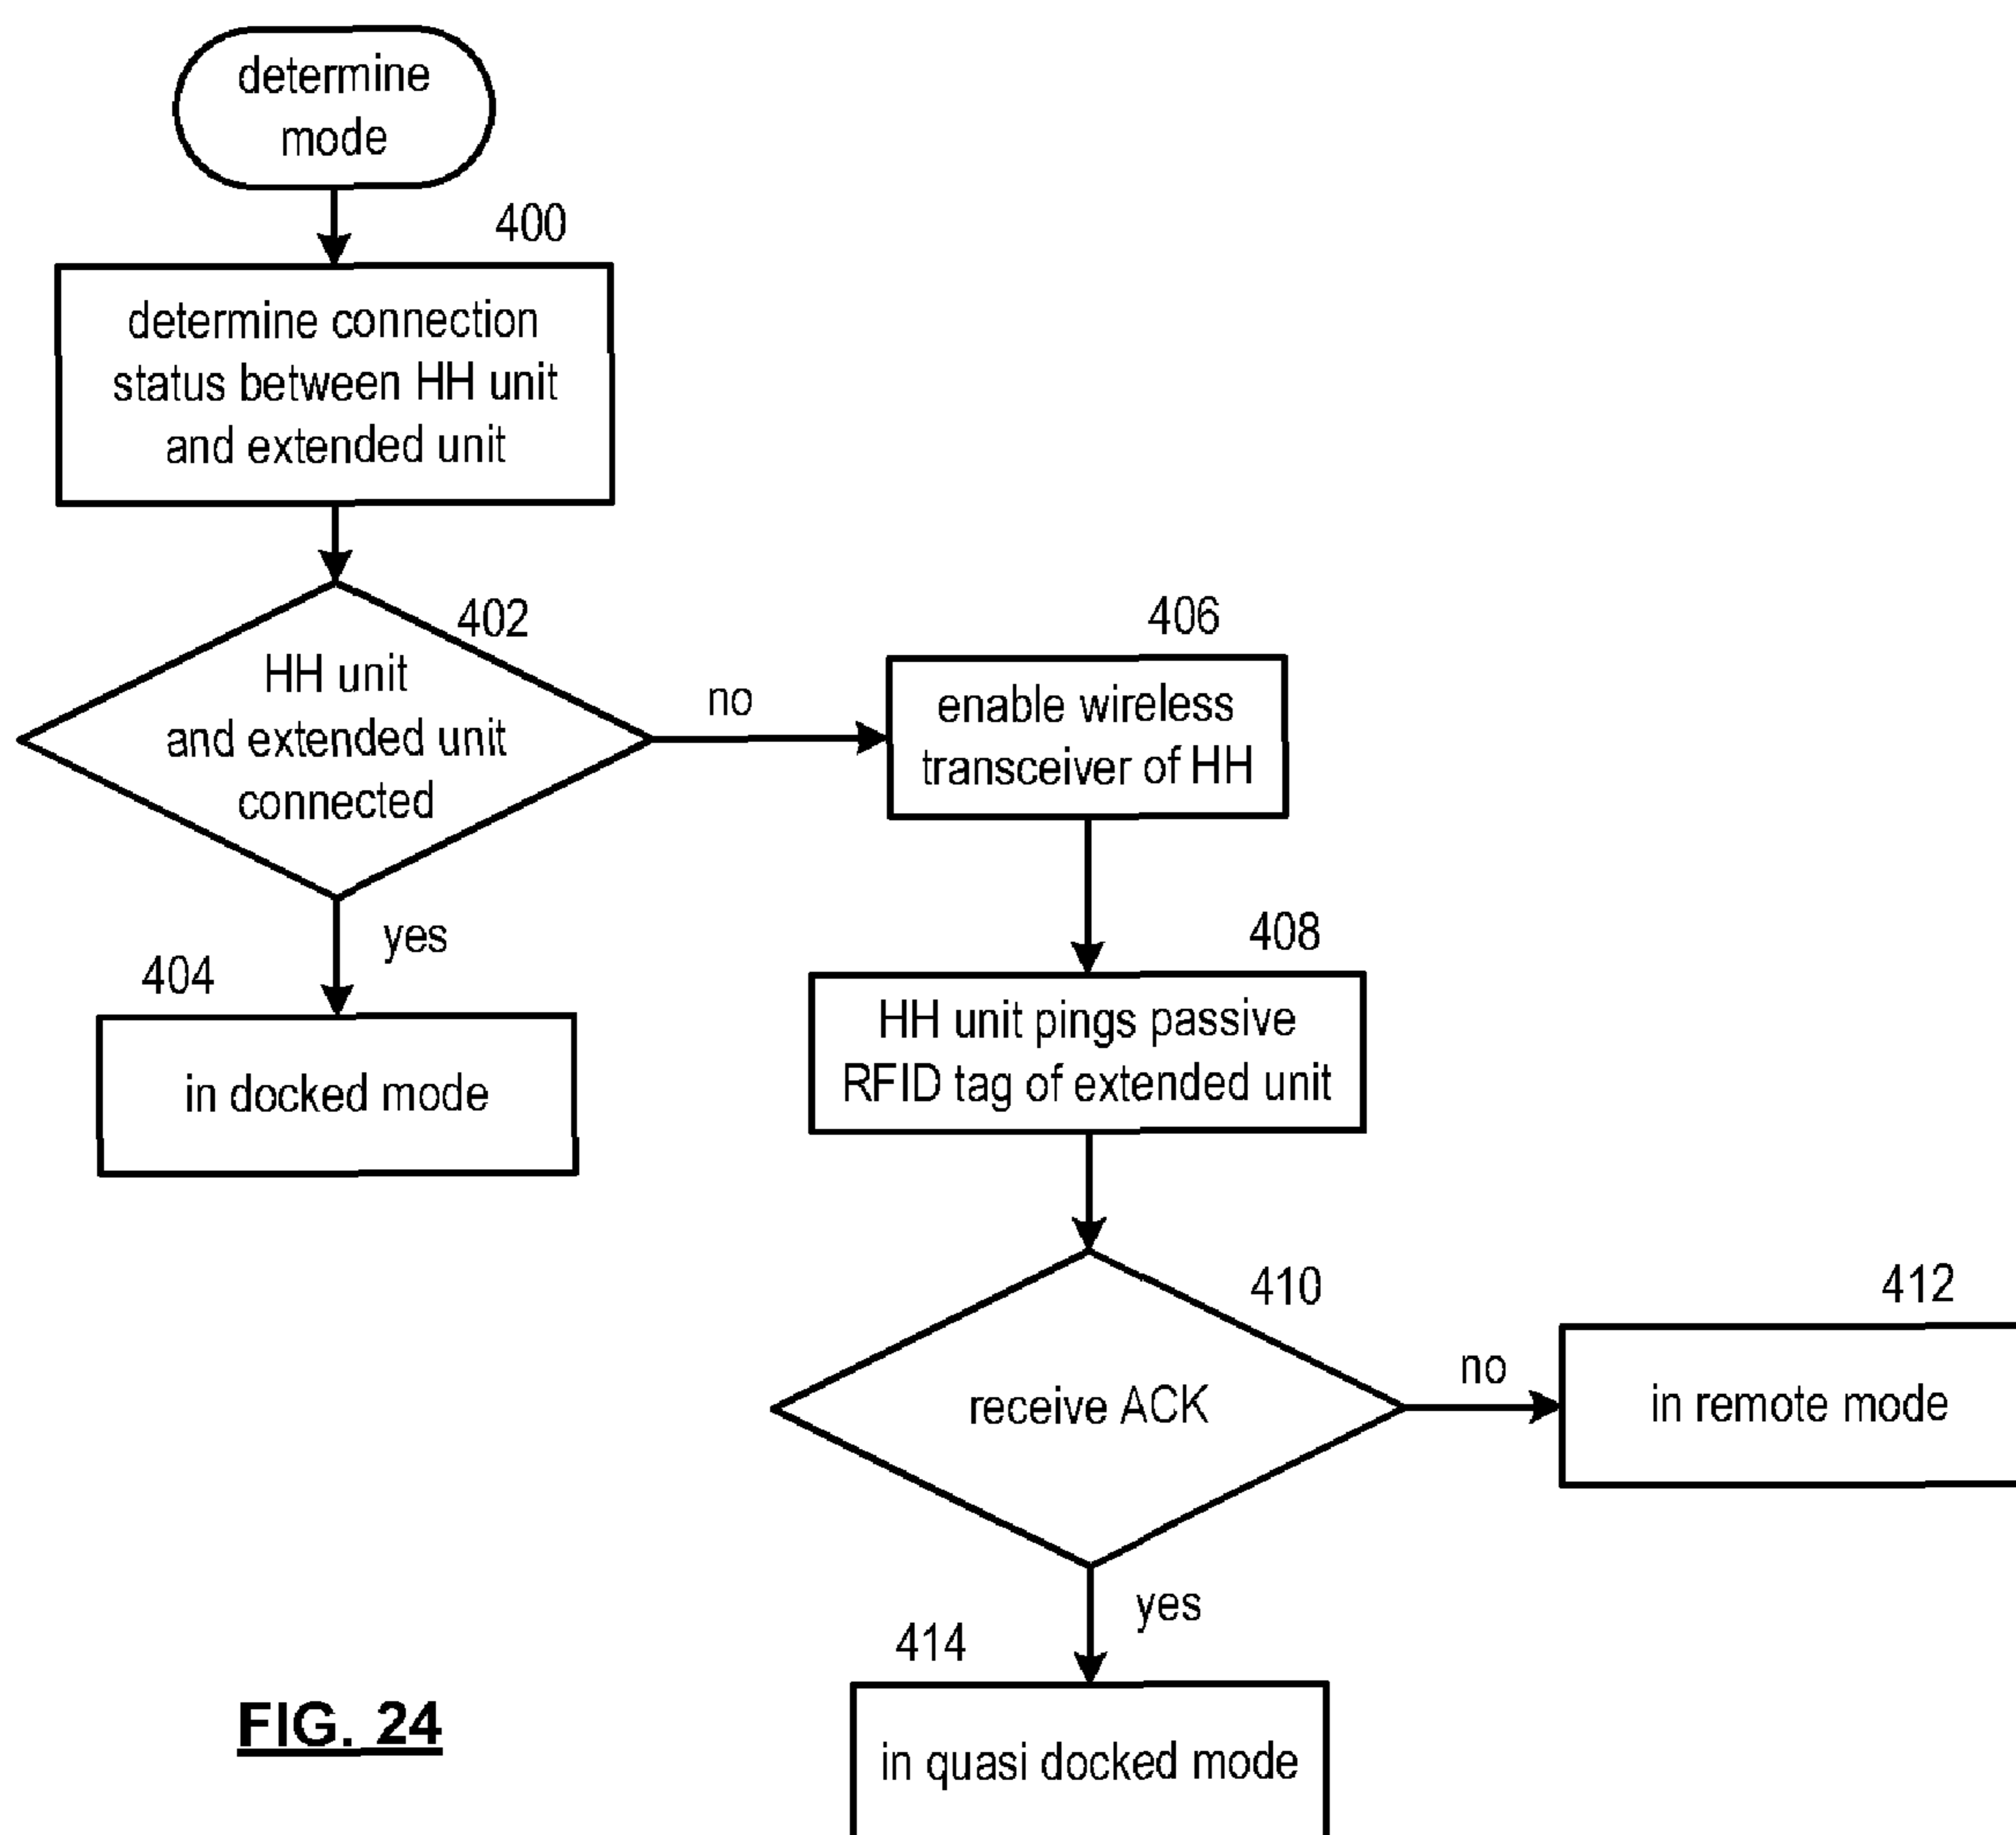 determine
mode
400
determine connection
status between HH unit
and extended unit
402
HH unit
and extended unit
connected
no
406
enable wireless
transceiver of HH
yes
404
in docked mode
408
HH unit pings passive
RFID tag of extended unit
410
receive ACK
no
412
in remote mode
yes
414
in quasi docked mode
FIG. 24